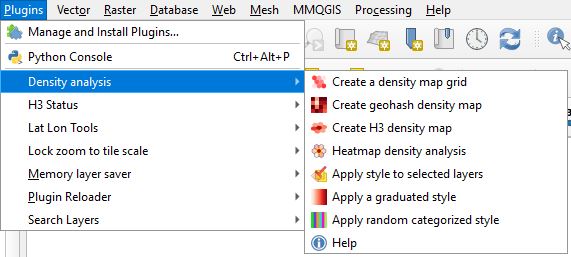 Plugins Vector Raster Database Web Mesh MMQGIS Processing Help
Manage and Install Plugins...
Python Console Ctrl+Alt+P
Density analysis
H3 Status
Lat Lon Tools
Lock zoom to tile scale
Memory layer saver
Plugin Reloader
Search Layers
Create a density map grid
Create geohash density map
Create H3 density map
Heatmap density analysis
Apply style to selected layers
Apply a graduated style
Apply random categorized style
Help